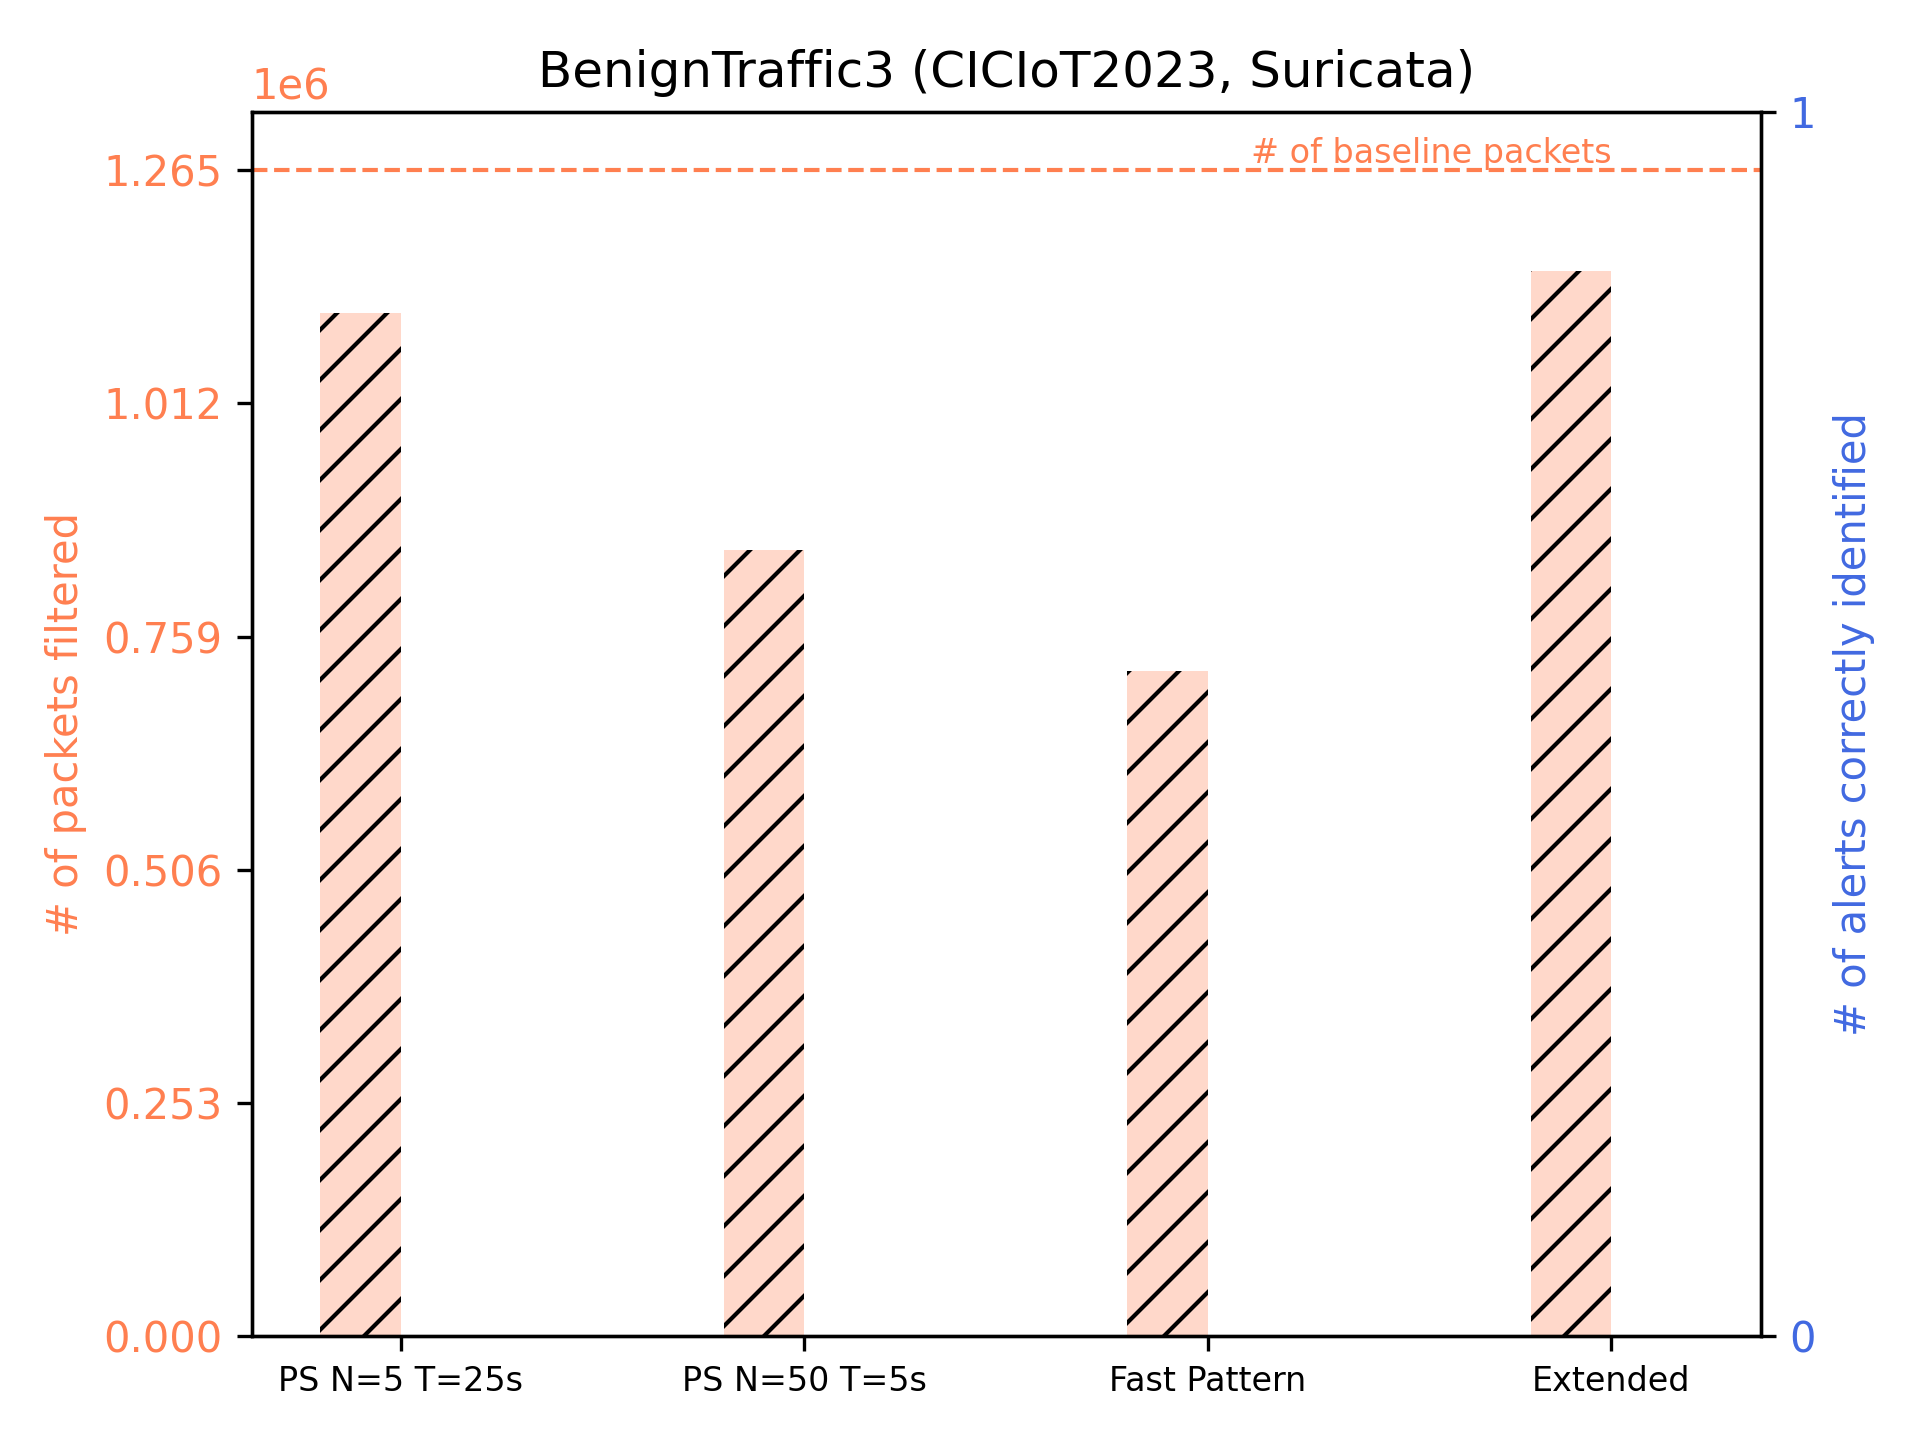 BenignTraffic3 (CICIoT2023, Suricata)
1e6
1
# of baseline packets
1.265
1.012
0.759
0.506
0.253
0.000
0
# of packets filtered
# of alerts correctly identified
PS N=5 T=25s
PS N=50 T=5s
Fast Pattern
Extended